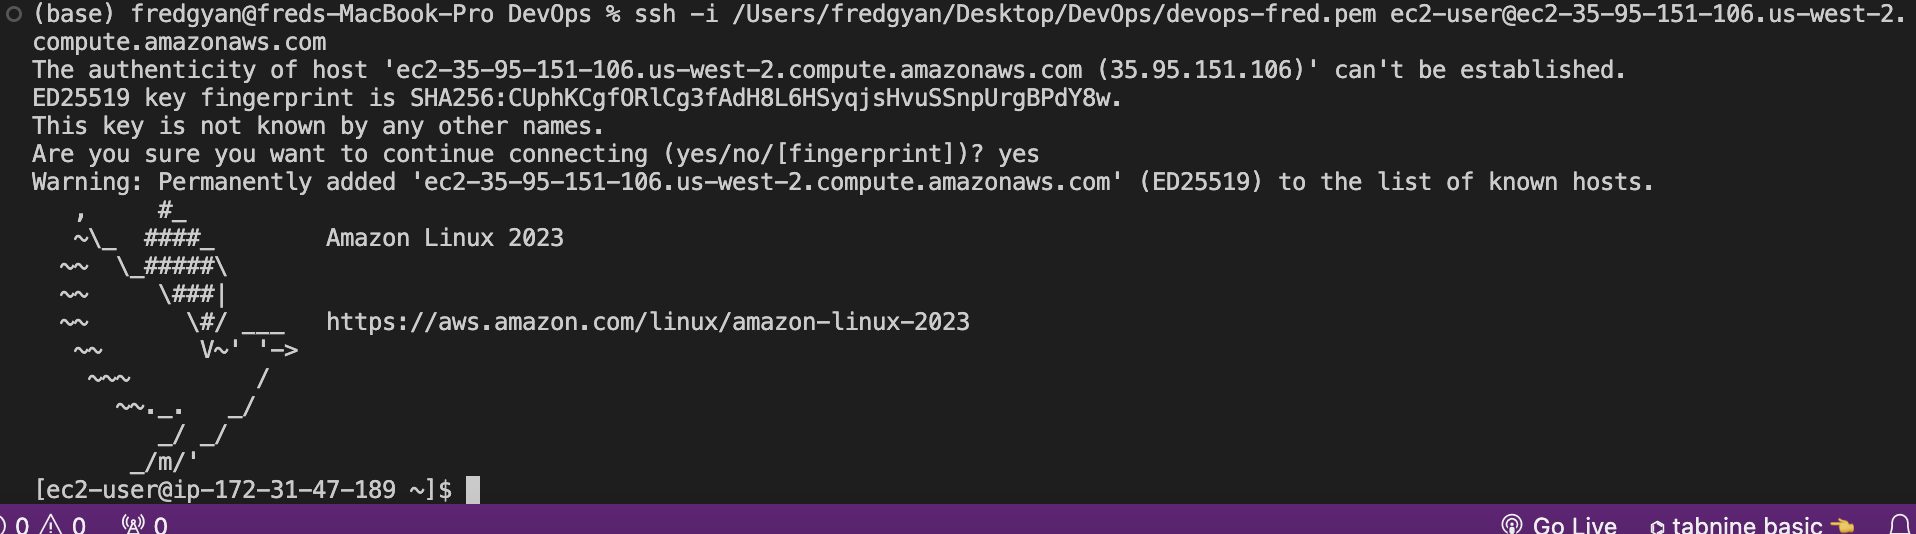 (base) fredgyan@freds-MacBook-Pro DevOps % ssh -i /Users/fredgyan/Desktop/DevOps/devops-fred.pem ec2-user@ec2-35-95-151-106.us-west-2.
compute.amazonaws.com
The authenticity of host 'ec2-35-95-151-106.us-west-2.compute.amazonaws.com (35.95.151.106)' can't be established.
ED25519 key fingerprint is SHA256:CUphKCgfORlCg3fAdH8L6HSyqjsHvuSSnpUrgBPdY8w.
This key is not known by any other names.
Are you sure you want to continue connecting (yes/no/[fingerprint])? yes
Warning: Permanently added 'ec2-35-95-151-106.us-west-2.compute.amazonaws.com' (ED25519) to the list of known hosts.
   ,     #_
   ~\_  ####_        Amazon Linux 2023
  ~~  \_#####\
  ~~     \###|
  ~~       \#/ ___   https://aws.amazon.com/linux/amazon-linux-2023
   ~~       V~' '->
    ~~~         /
      ~~._.   _/
         _/ _/
       _/m/'
[ec2-user@ip-172-31-47-189 ~]$
0 0 0 Go Live tabnine basic